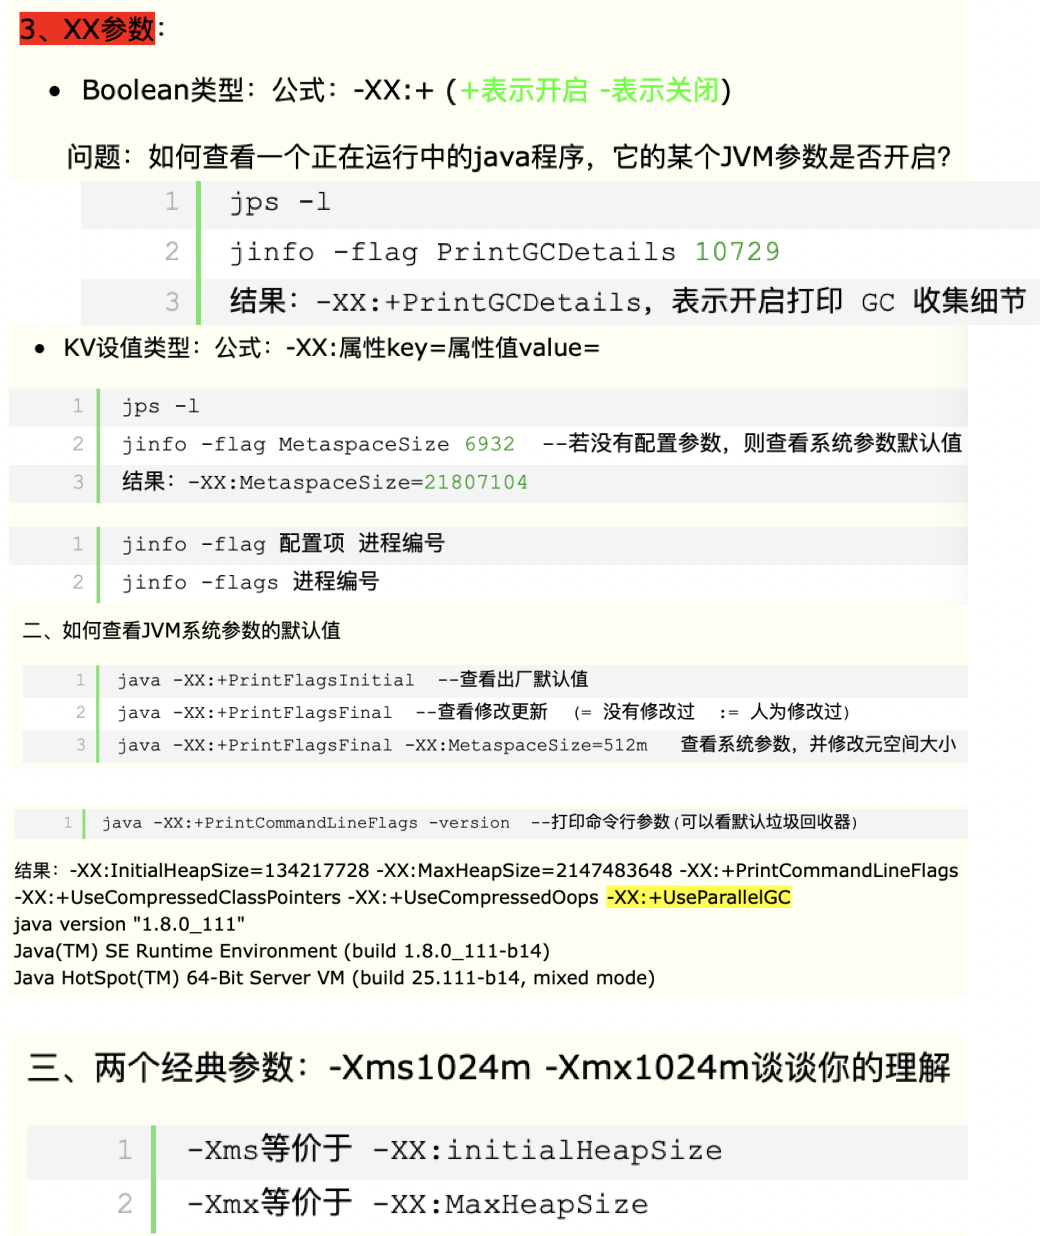 3、XX参数：
• Boolean类型：公式：-XX:+ (+表示开启 -表示关闭)
问题：如何查看一个正在运行中的java程序，它的某个JVM参数是否开启?
1 jps -l
2 jinfo -flag PrintGCDetails 10729
3 结果：-XX:+PrintGCDetails，表示开启打印 GC 收集细节
• KV设值类型：公式：-XX:属性key=属性值value=
1 jps -l
2 jinfo -flag MetaspaceSize 6932 --若没有配置参数，则查看系统参数默认值
3 结果：-XX:MetaspaceSize=21807104
1 jinfo -flag 配置项 进程编号
2 jinfo -flags 进程编号
二、如何查看JVM系统参数的默认值
1 java -XX:+PrintFlagsInitial --查看出厂默认值
2 java -XX:+PrintFlagsFinal --查看修改更新 (= 没有修改过 := 人为修改过)
3 java -XX:+PrintFlagsFinal -XX:MetaspaceSize=512m 查看系统参数，并修改元空间大小
1 java -XX:+PrintCommandLineFlags -version --打印命令行参数(可以看默认垃圾回收器)
结果：-XX:InitialHeapSize=134217728 -XX:MaxHeapSize=2147483648 -XX:+PrintCommandLineFlags
-XX:+UseCompressedClassPointers -XX:+UseCompressedOops -XX:+UseParallelGC
java version "1.8.0_111"
Java(TM) SE Runtime Environment (build 1.8.0_111-b14)
Java HotSpot(TM) 64-Bit Server VM (build 25.111-b14, mixed mode)
三、两个经典参数：-Xms1024m -Xmx1024m谈谈你的理解
1 -Xms等价于 -XX:initialHeapSize
2 -Xmx等价于 -XX:MaxHeapSize